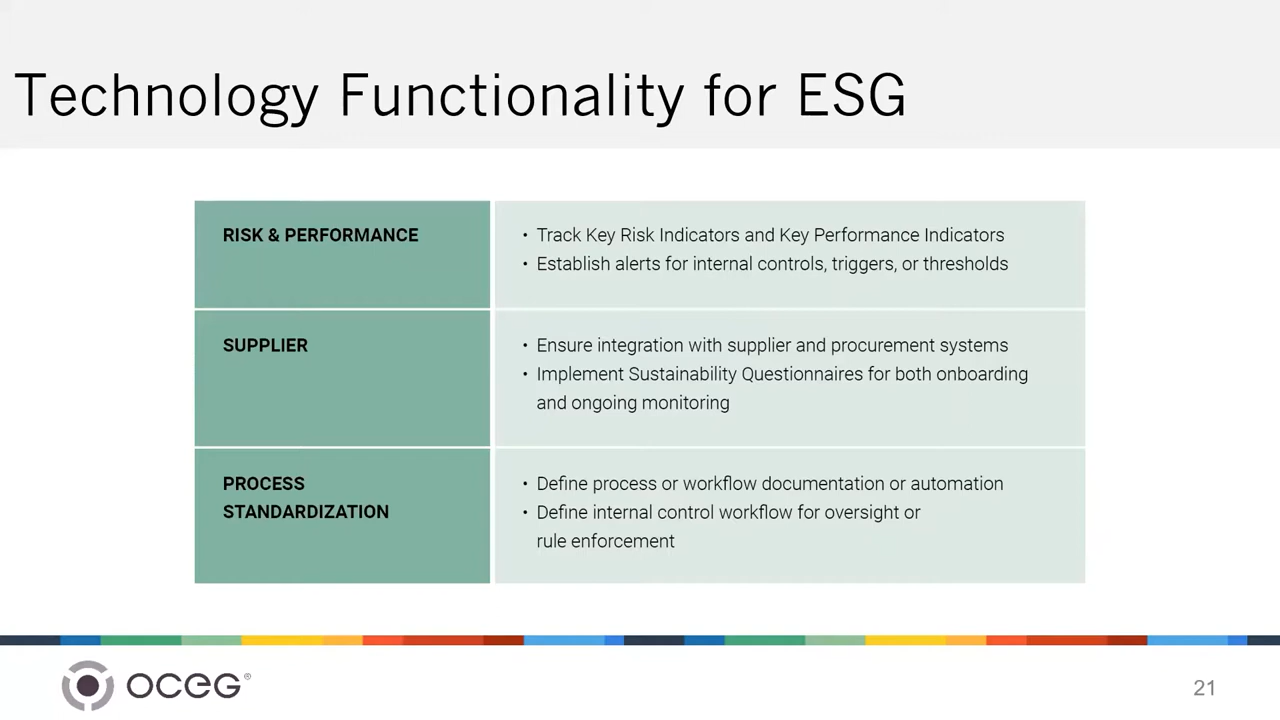 Technology Functionality for ESG
RISK & PERFORMANCE
• Track Key Risk Indicators and Key Performance Indicators
• Establish alerts for internal controls, triggers, or thresholds
SUPPLIER
• Ensure integration with supplier and procurement systems
• Implement Sustainability Questionnaires for both onboarding
and ongoing monitoring
PROCESS
STANDARDIZATION
• Define process or workflow documentation or automation
• Define internal control workflow for oversight or
rule enforcement
OCEG®
21